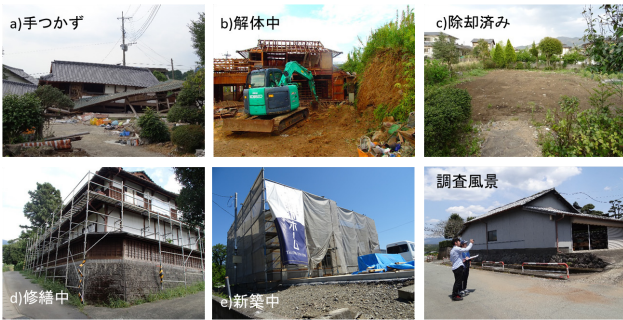 a)手つかず
b)解体中
c)除却済み
d)修繕中
e)新築中
調査風景